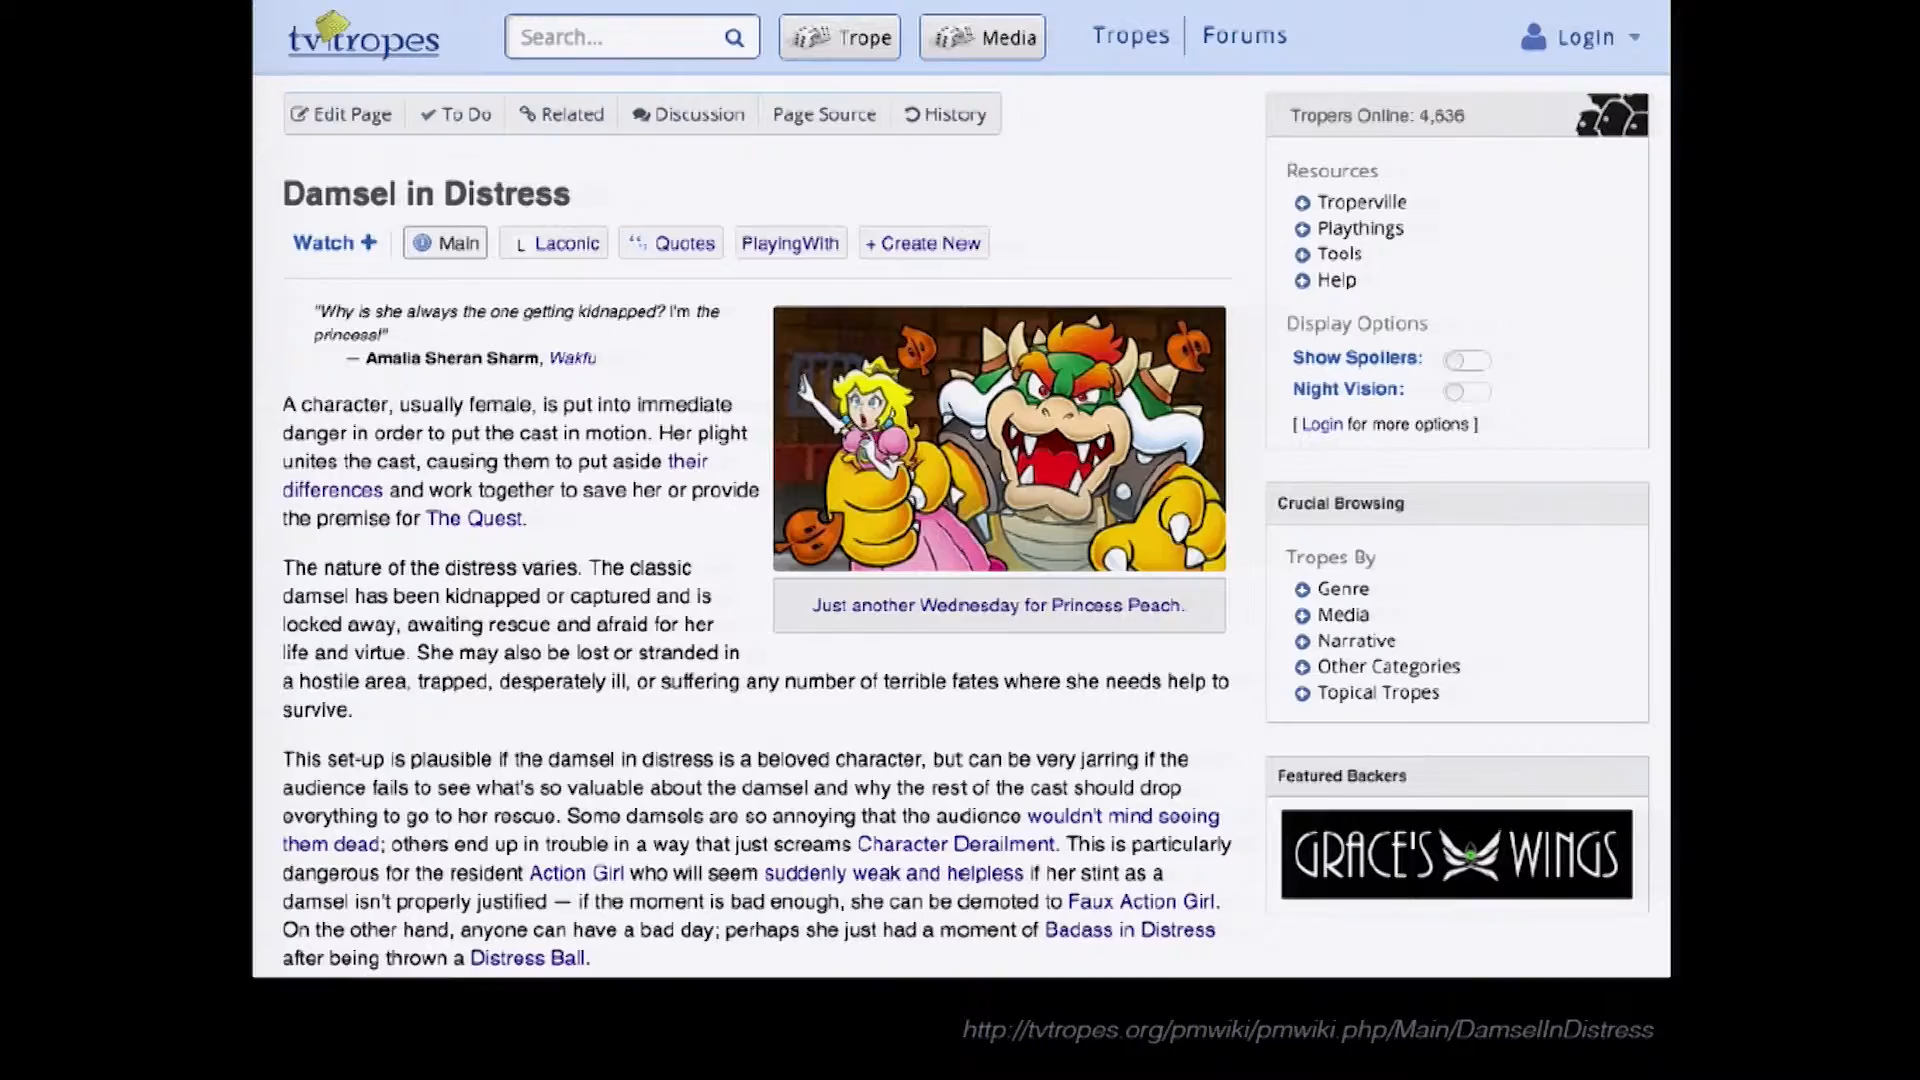 tv tropes
Search...
Trope
Media
Tropes
Forums
Login
Edit Page
To Do
Related
Discussion
Page Source
History
Tropers Online: 4,636
Damsel in Distress
Watch
Main
L Laconic
Quotes
PlayingWith
+ Create New
"Why is she always the one getting kidnapped? I'm the
princess!"
— Amalia Sheran Sharm, Wakfu
A character, usually female, is put into immediate
danger in order to put the cast in motion. Her plight
unites the cast, causing them to put aside their
differences and work together to save her or provide
the premise for The Quest.
The nature of the distress varies. The classic
damsel has been kidnapped or captured and is
locked away, awaiting rescue and afraid for her
life and virtue. She may also be lost or stranded in
a hostile area, trapped, desperately ill, or suffering any number of terrible fates where she needs help to
survive.
Just another Wednesday for Princess Peach.
This set-up is plausible if the damsel in distress is a beloved character, but can be very jarring if the
audience fails to see what's so valuable about the damsel and why the rest of the cast should drop
everything to go to her rescue. Some damsels are so annoying that the audience wouldn't mind seeing
them dead; others end up in trouble in a way that just screams Character Derailment. This is particularly
dangerous for the resident Action Girl who will seem suddenly weak and helpless if her stint as a
damsel isn't properly justified — if the moment is bad enough, she can be demoted to Faux Action Girl.
On the other hand, anyone can have a bad day; perhaps she just had a moment of Badass in Distress
after being thrown a Distress Ball.
Resources
Troperville
Playthings
Tools
Help
Display Options
Show Spoilers:
Night Vision:
[ Login for more options ]
Crucial Browsing
Tropes By
Genre
Media
Narrative
Other Categories
Topical Tropes
Featured Backers
GRACE'S WINGS
http://tvtropes.org/pmwiki/pmwiki.php/Main/DamselInDistress